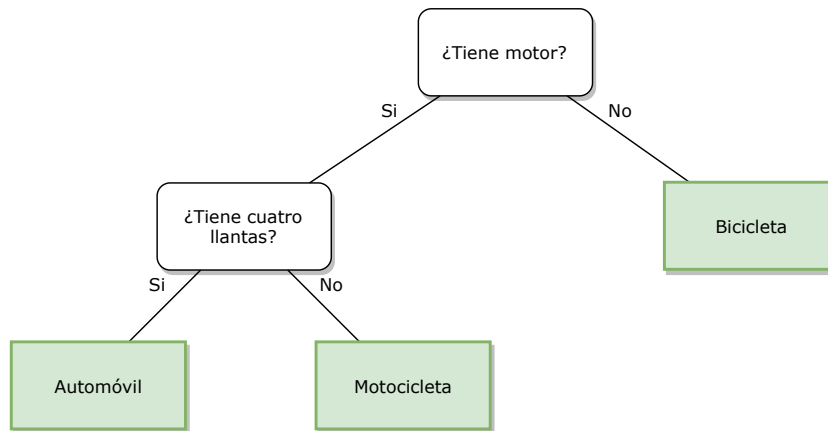 ¿Tiene motor?
Si
No
¿Tiene cuatro
llantas?
Bicicleta
Si
No
Automóvil
Motocicleta